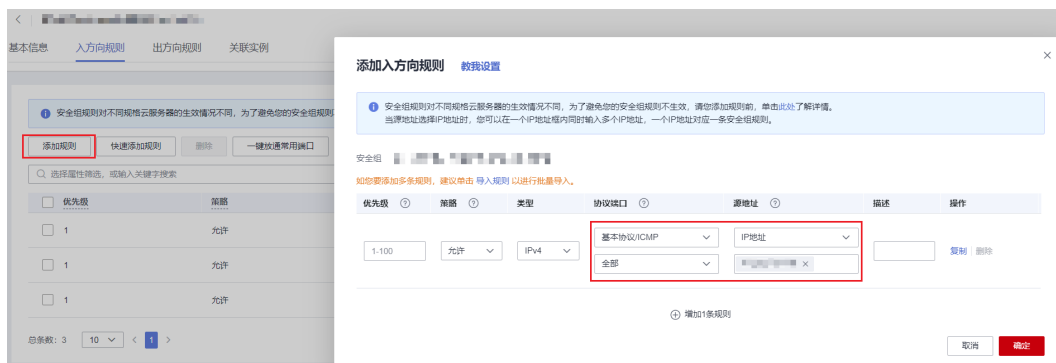 基本信息 入方向规则 出方向规则 关联实例
安全组规则对不同规格云服务器的生效情况不同，为了避免您的安全组规则
添加规则 快速添加规则 删除 一键放通常用端口
选择属性筛选，或输入关键字搜索
优先级 策略
1 允许
1 允许
1 允许
总条数：3 10 1
添加入方向规则 教我设置
安全组规则对不同规格云服务器的生效情况不同，为了避免您的安全组规则不生效，请您添加规则前，单击此处了解详情。
当源地址选择IP地址时，您可以在一个IP地址框内同时输入多个IP地址，一个IP地址对应一条安全组规则。
安全组
如您要添加多条规则，建议单击 导入规则 以进行批量导入。
优先级 策略 类型 协议端口 源地址 描述 操作
1-100 允许 IPv4 基本协议/ICMP IP地址 复制 删除
全部
增加1条规则
取消 确定